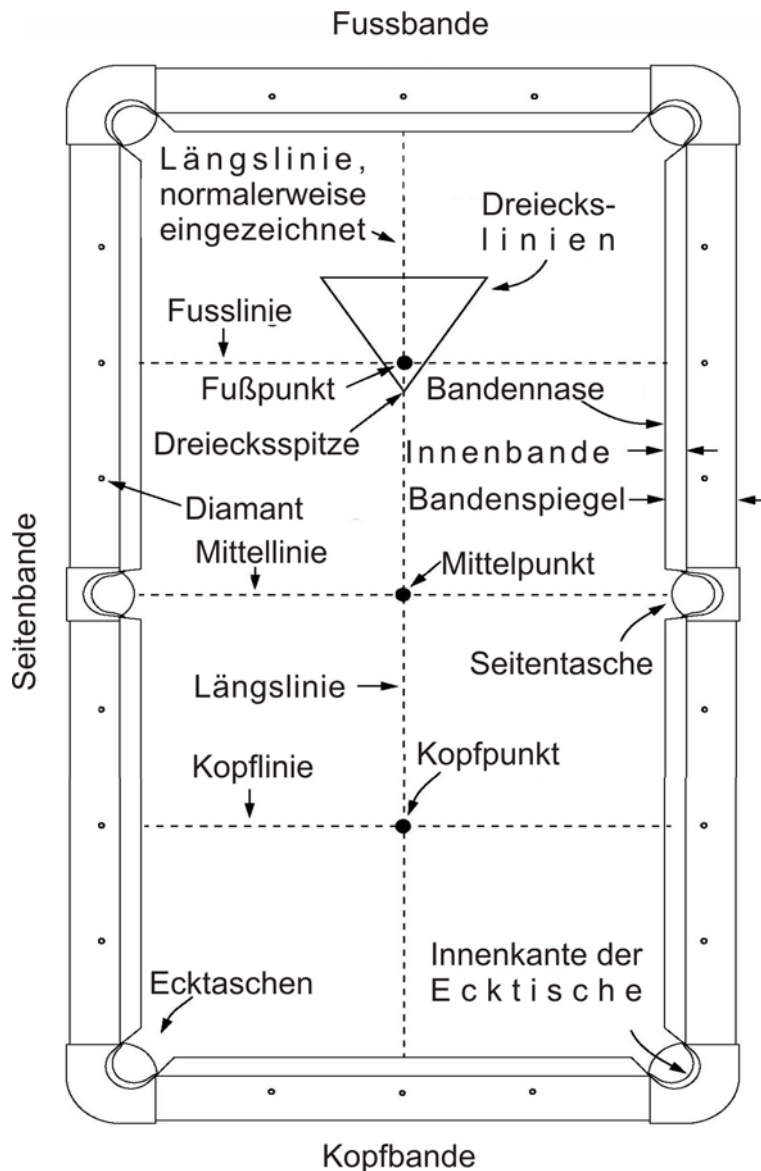 Fussbande
Längslinie,
normalerweise
eingezeichnet
Dreiecks-
linien
Fusslinie
Fußpunkt
Bandennase
Dreiecksspitze
Innenbande
Bandenspiegel
Diamant
Mittellinie
Mittelpunkt
Seitenbande
Seitentasche
Längslinie
Kopflinie
Kopfpunkt
Innenkante der
Ecktische
Ecktaschen
Kopfbande